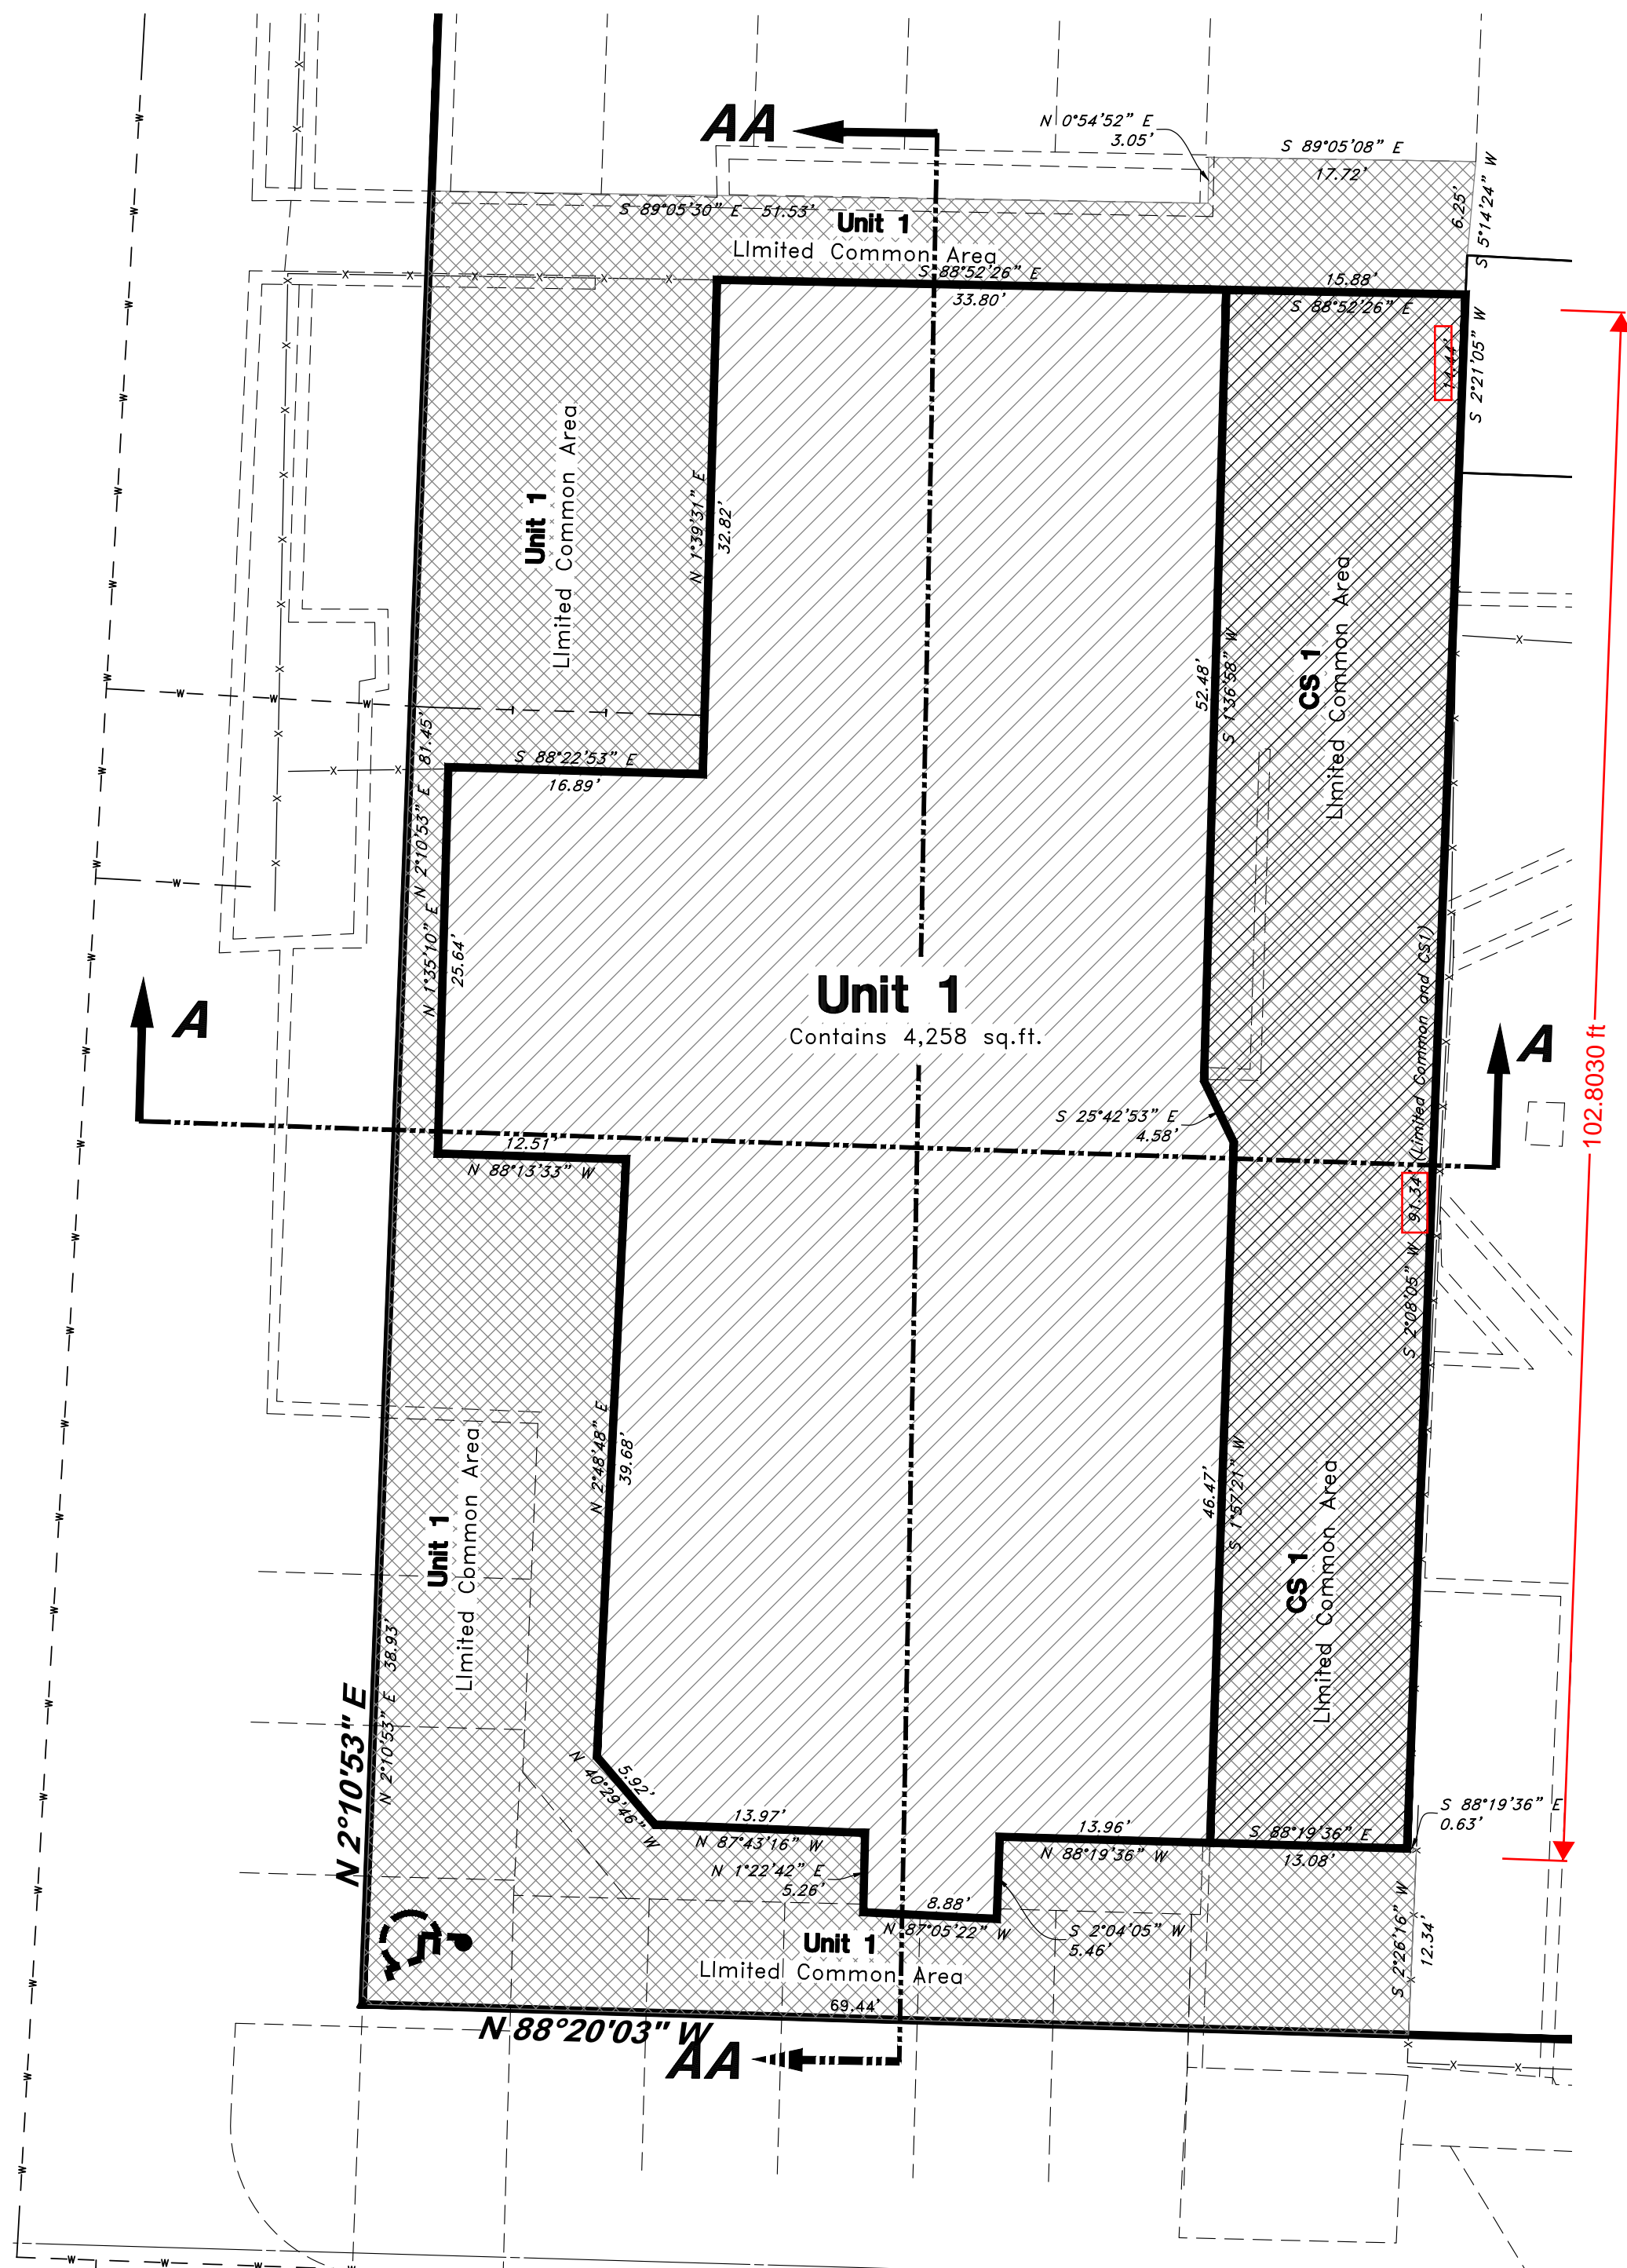 AA
N 0°54'52" E
3.05'
S 89°05'08" E
17.72'
6.25'
S 5°14'24" W
S 89°05'30" E 51.53'
Unit 1
LImited Common Area
S 88°52'26" E
33.80'
15.88'
S 88°52'26" E
14.44'
S 2°21'05" W
Unit 1
LImited Common Area
N 1°39'31" E
32.82'
52.48'
S 1°36'58" W
CS 1
LImited Common Area
S 88°22'53" E
16.89'
N 2°10'53" E 81.45'
N 1°35'10" E
25.64'
Unit 1
Contains 4,258 sq.ft.
A
A
102.8030 ft
S 25°42'53" E
4.58'
12.51'
N 88°13'33" W
S 2°08'05" W 91.34' (Limited Common and CS1)
N 2°48'48" E
39.68'
46.47'
S 1°57'21" W
Unit 1
LImited Common Area
CS 1
LImited Common Area
N 2°10'53" E 38.93'
N 2°10'53" E
5.92'
N 40°29'46" W
13.97'
N 87°43'16" W
N 1°22'42" E
5.26'
8.88'
N 87°05'22" W
13.96'
N 88°19'36" W
S 2°04'05" W
5.46'
S 88°19'36" E
13.08'
S 88°19'36" E
0.63'
S 2°26'16" W
12.34'
Unit 1
LImited Common Area
69.44'
N 88°20'03" W
AA